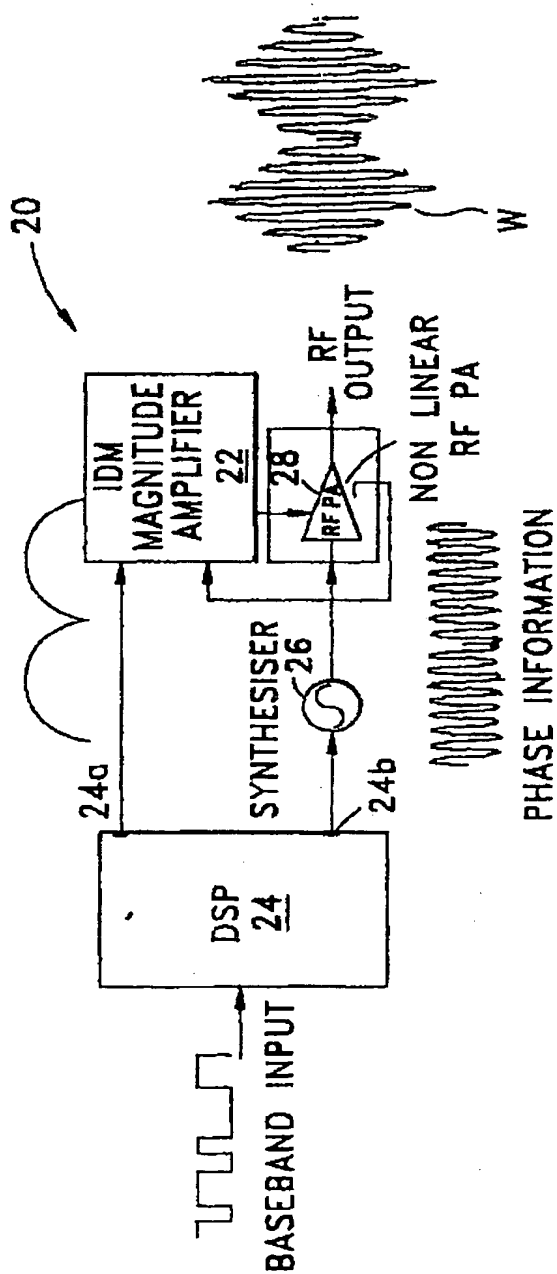 20
IDM
MAGNITUDE
AMPLIFIER
22
24a
DSP
24
BASEBAND INPUT
SYNTHESISER
26
24b
28
RF PA
RF
OUTPUT
NON LINEAR
RF PA
PHASE INFORMATION
W